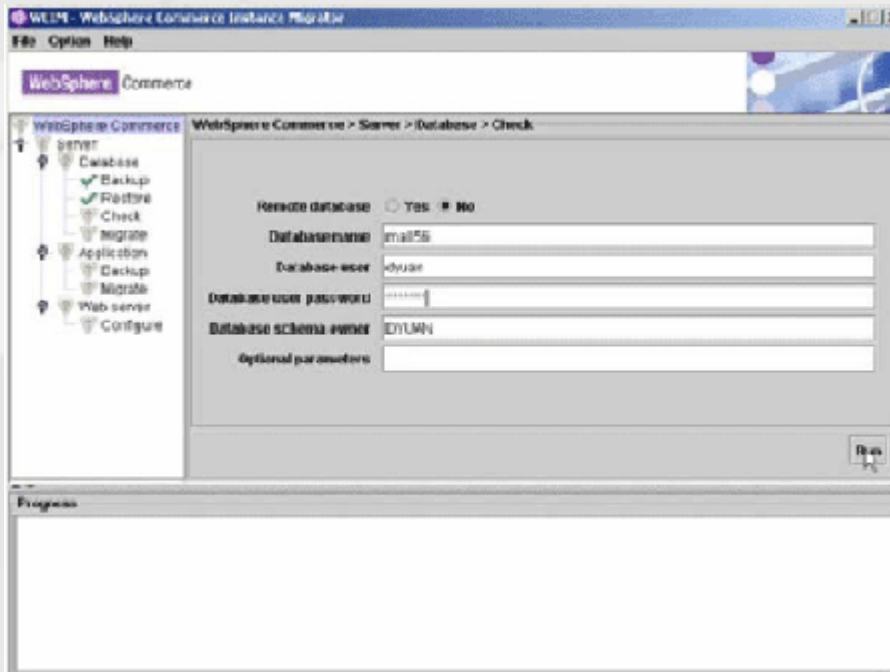 WCIM - WebSphere Commerce Instance Migrator
File Option Help
WebSphere Commerce
WebSphere Commerce
Server
Database
Backup
Restore
Check
Migrate
Application
Backup
Migrate
Web server
Configure
WebSphere Commerce > Server > Database > Check
Remote database Yes No
Database name mall56
Database user
Database user password ********
Database schema owner
Optional parameters
Run
Progress